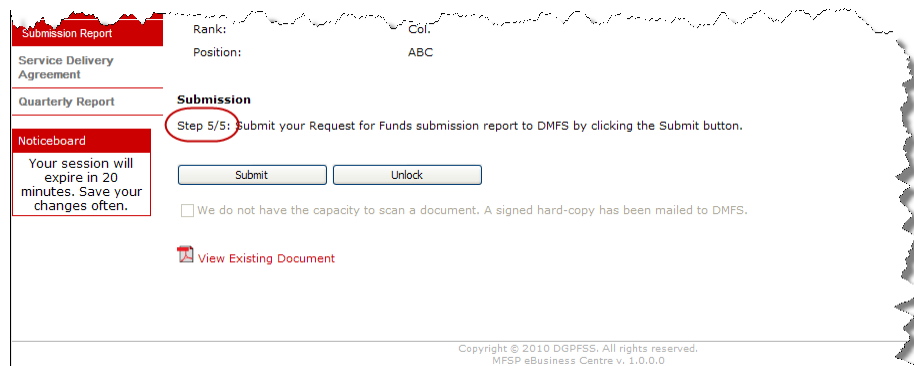 Submission Report
Service Delivery
Agreement
Quarterly Report
Noticeboard
Your session will
expire in 20
minutes. Save your
changes often.
Rank: Col.
Position: ABC
Submission
Step 5/5: Submit your Request for Funds submission report to DMFS by clicking the Submit button.
Submit Unlock
We do not have the capacity to scan a document. A signed hard-copy has been mailed to DMFS.
View Existing Document
Copyright © 2010 DGPFSS. All rights reserved.
MFSP eBusiness Centre v. 1.0.0.0